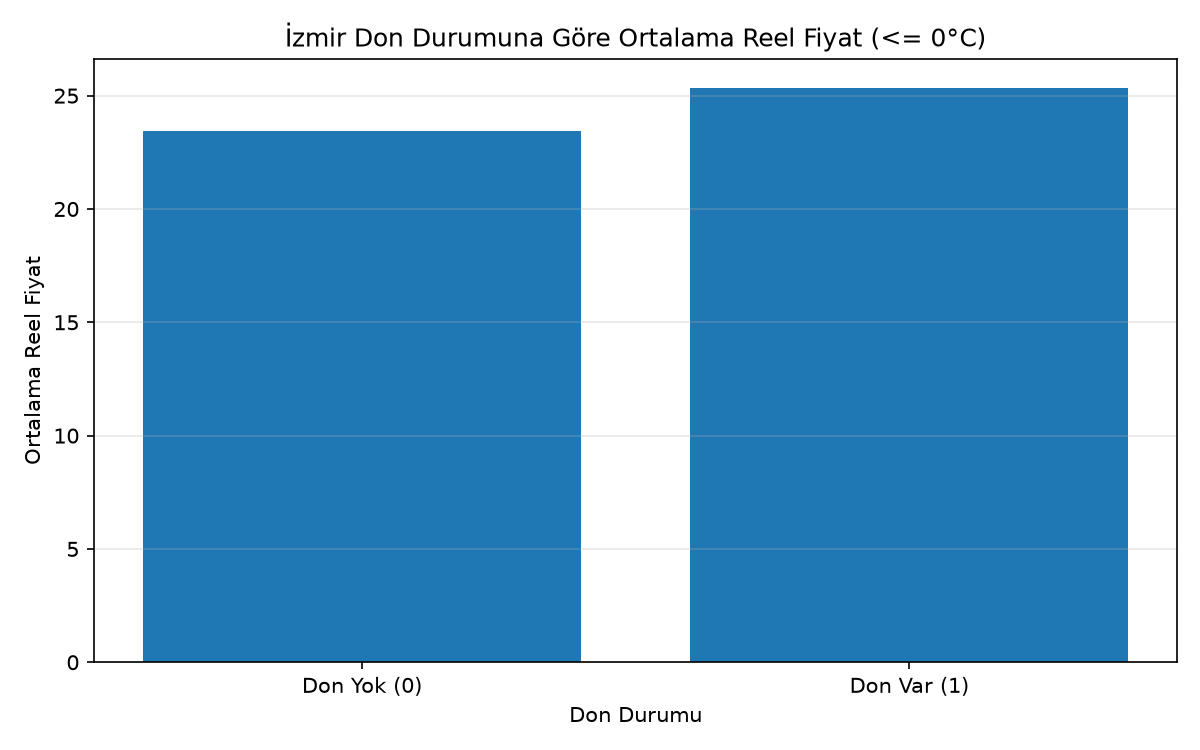 İzmir Don Durumuna Göre Ortalama Reel Fiyat (<= 0°C)
Ortalama Reel Fiyat
25
20
15
10
5
0
Don Yok (0)
Don Var (1)
Don Durumu